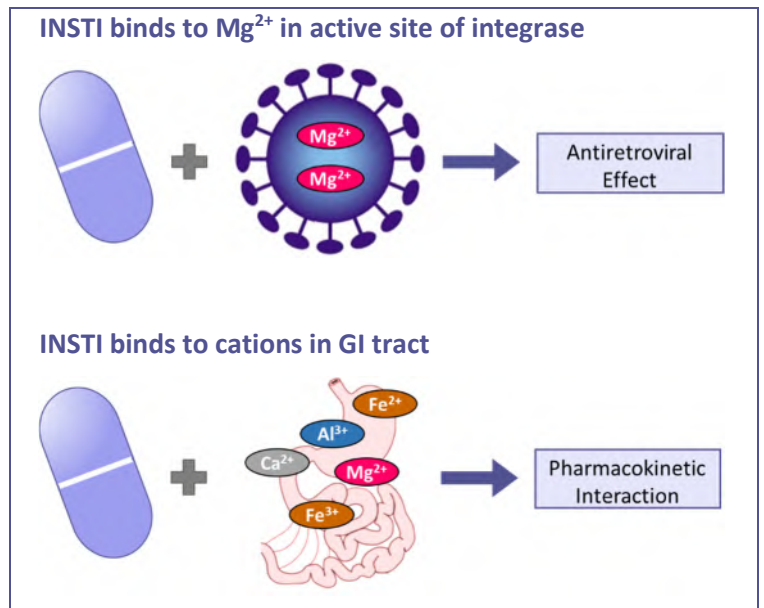 INSTI binds to Mg²⁺ in active site of integrase
Mg²⁺
Mg²⁺
Antiretroviral
Effect
INSTI binds to cations in GI tract
Fe²⁺
Al³⁺
Ca²⁺
Mg²⁺
Fe³⁺
Pharmacokinetic
Interaction